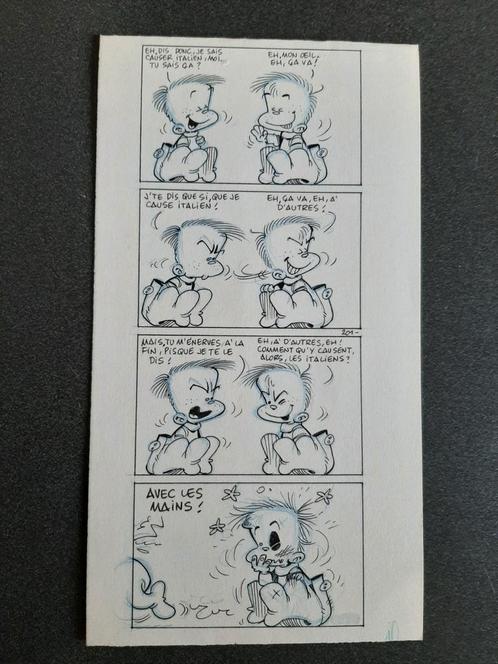 EH, DIS DONC, JE SAIS
CAUSER ITALIEN, MOI,
TU SAIS ÇA ?
EH, MON ŒIL,
EH, ÇA VA !
J'TE DIS QUE SI, QUE JE
CAUSE ITALIEN !
EH, ÇA VA, EH, A'
D'AUTRES !
201-
MAIS, TU M'ÉNERVES, A' LA
FIN, PISQUE JE TE LE
DIS !
EH, A' D'AUTRES, EH !
COMMENT QU'Y CAUSENT,
ALORS, LES ITALIENS ?
AVEC LES
MAINS !